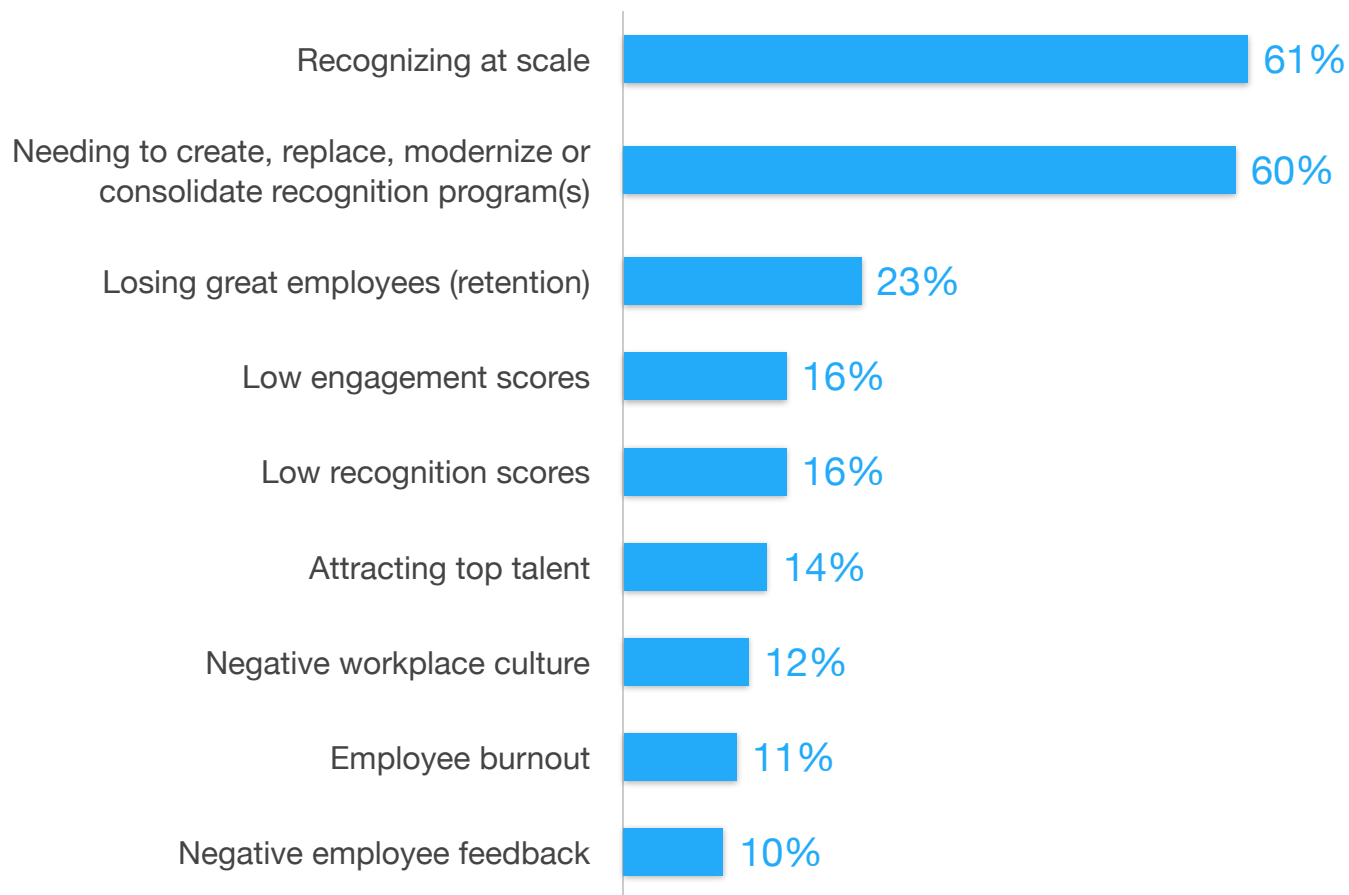 Recognizing at scale
61%
Needing to create, replace, modernize or
consolidate recognition program(s)
60%
Losing great employees (retention)
23%
Low engagement scores
16%
Low recognition scores
16%
Attracting top talent
14%
Negative workplace culture
12%
Employee burnout
11%
Negative employee feedback
10%